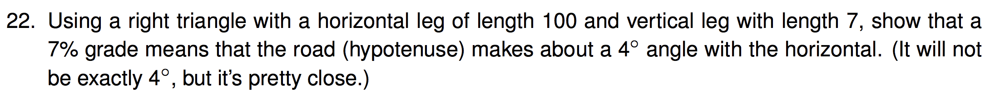 22. Using a right triangle with a horizontal leg of length 100 and vertical leg with length 7, show that a
7% grade means that the road (hypotenuse) makes about a 4° angle with the horizontal. (It will not
be exactly 4°, but it’s pretty close.)